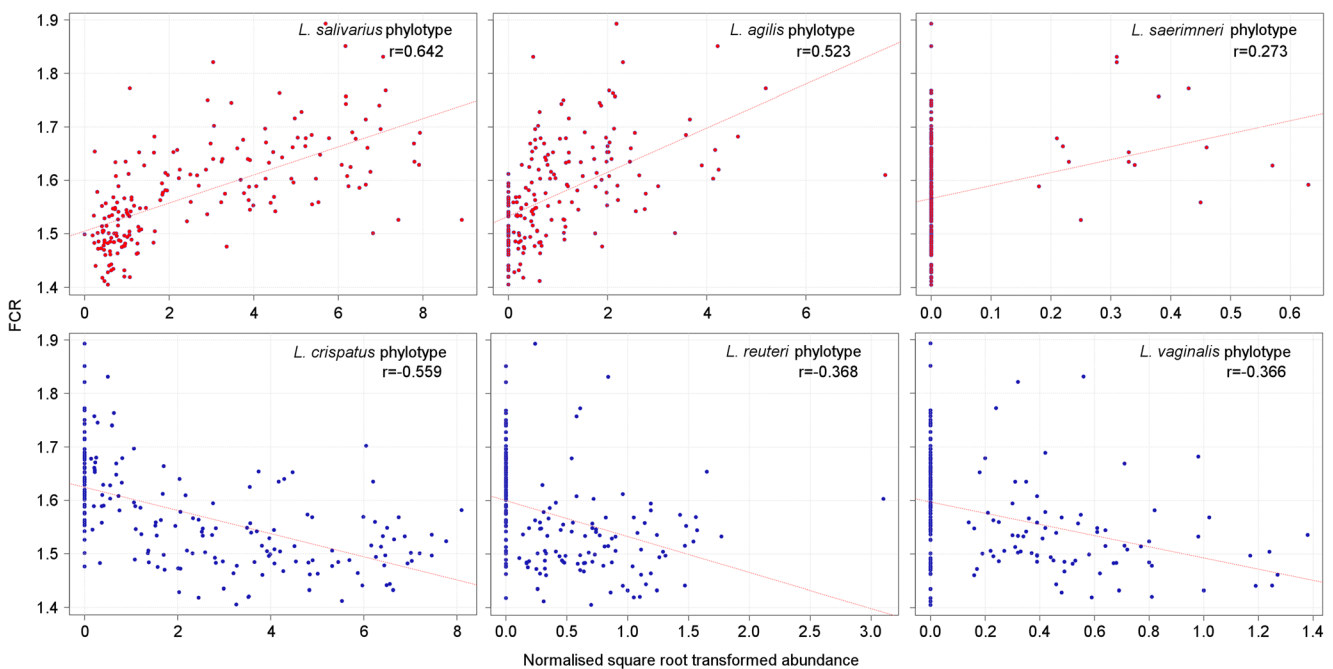 L. salivarius phylotype
r=0.642
L. agilis phylotype
r=0.523
L. saerimneri phylotype
r=0.273
1.9
1.8
1.7
1.6
1.5
1.4
0 2 4 6 8
0 2 4 6
0.0 0.1 0.2 0.3 0.4 0.5 0.6
FCR
L. crispatus phylotype
r=-0.559
L. reuteri phylotype
r=-0.368
L. vaginalis phylotype
r=-0.366
1.9
1.8
1.7
1.6
1.5
1.4
0 2 4 6 8
0.0 0.5 1.0 1.5 2.0 2.5 3.0
0.0 0.2 0.4 0.6 0.8 1.0 1.2 1.4
Normalised square root transformed abundance